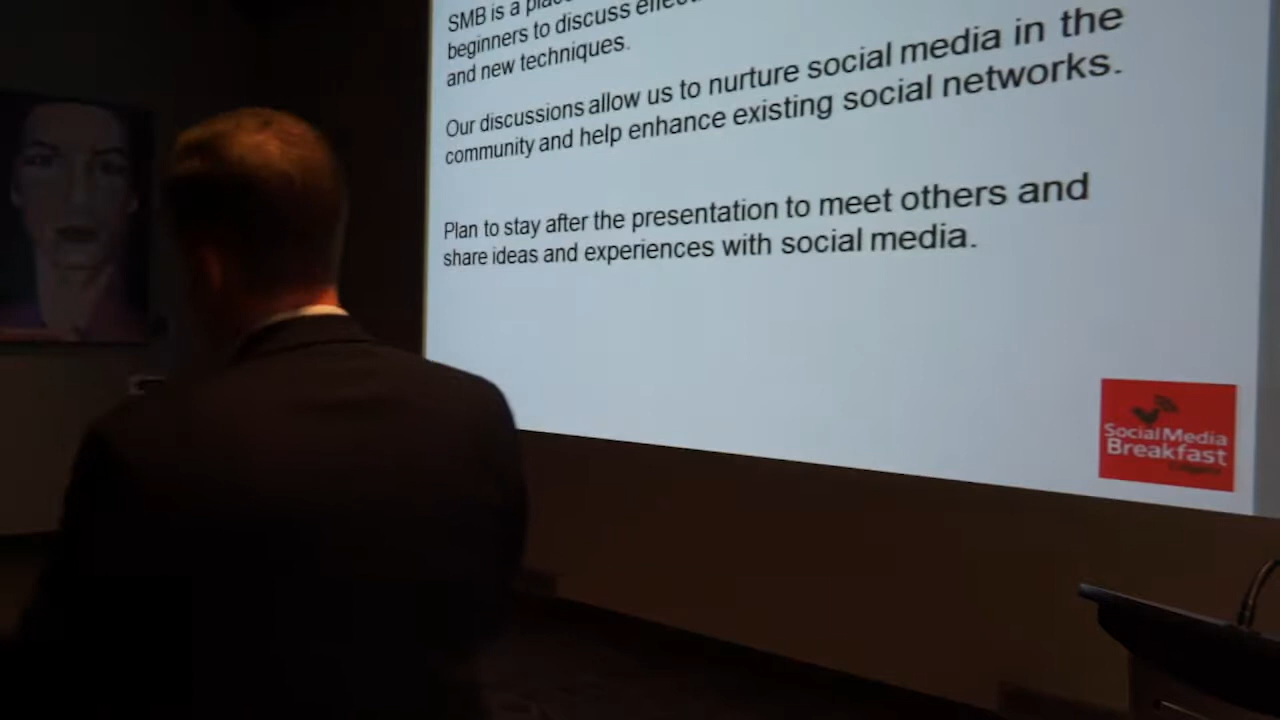 SMB is a
beginners to discuss
and new techniques.
Our discussions allow us to nurture social media in the
community and help enhance existing social networks.
Plan to stay after the presentation to meet others and
share ideas and experiences with social media.
Social Media
Breakfast